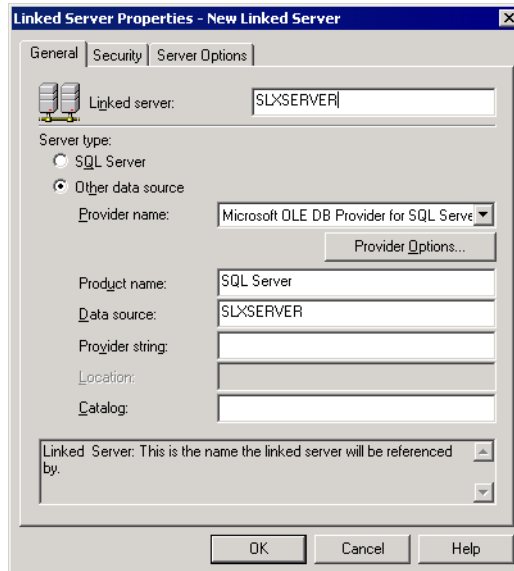 Linked Server Properties - New Linked Server
General Security Server Options
Linked server: SLXSERVER
Server type:
SQL Server
Other data source
Provider name: Microsoft OLE DB Provider for SQL Serve
Provider Options...
Product name: SQL Server
Data source: SLXSERVER
Provider string:
Location:
Catalog:
Linked Server: This is the name the linked server will be referenced
by.
OK Cancel Help